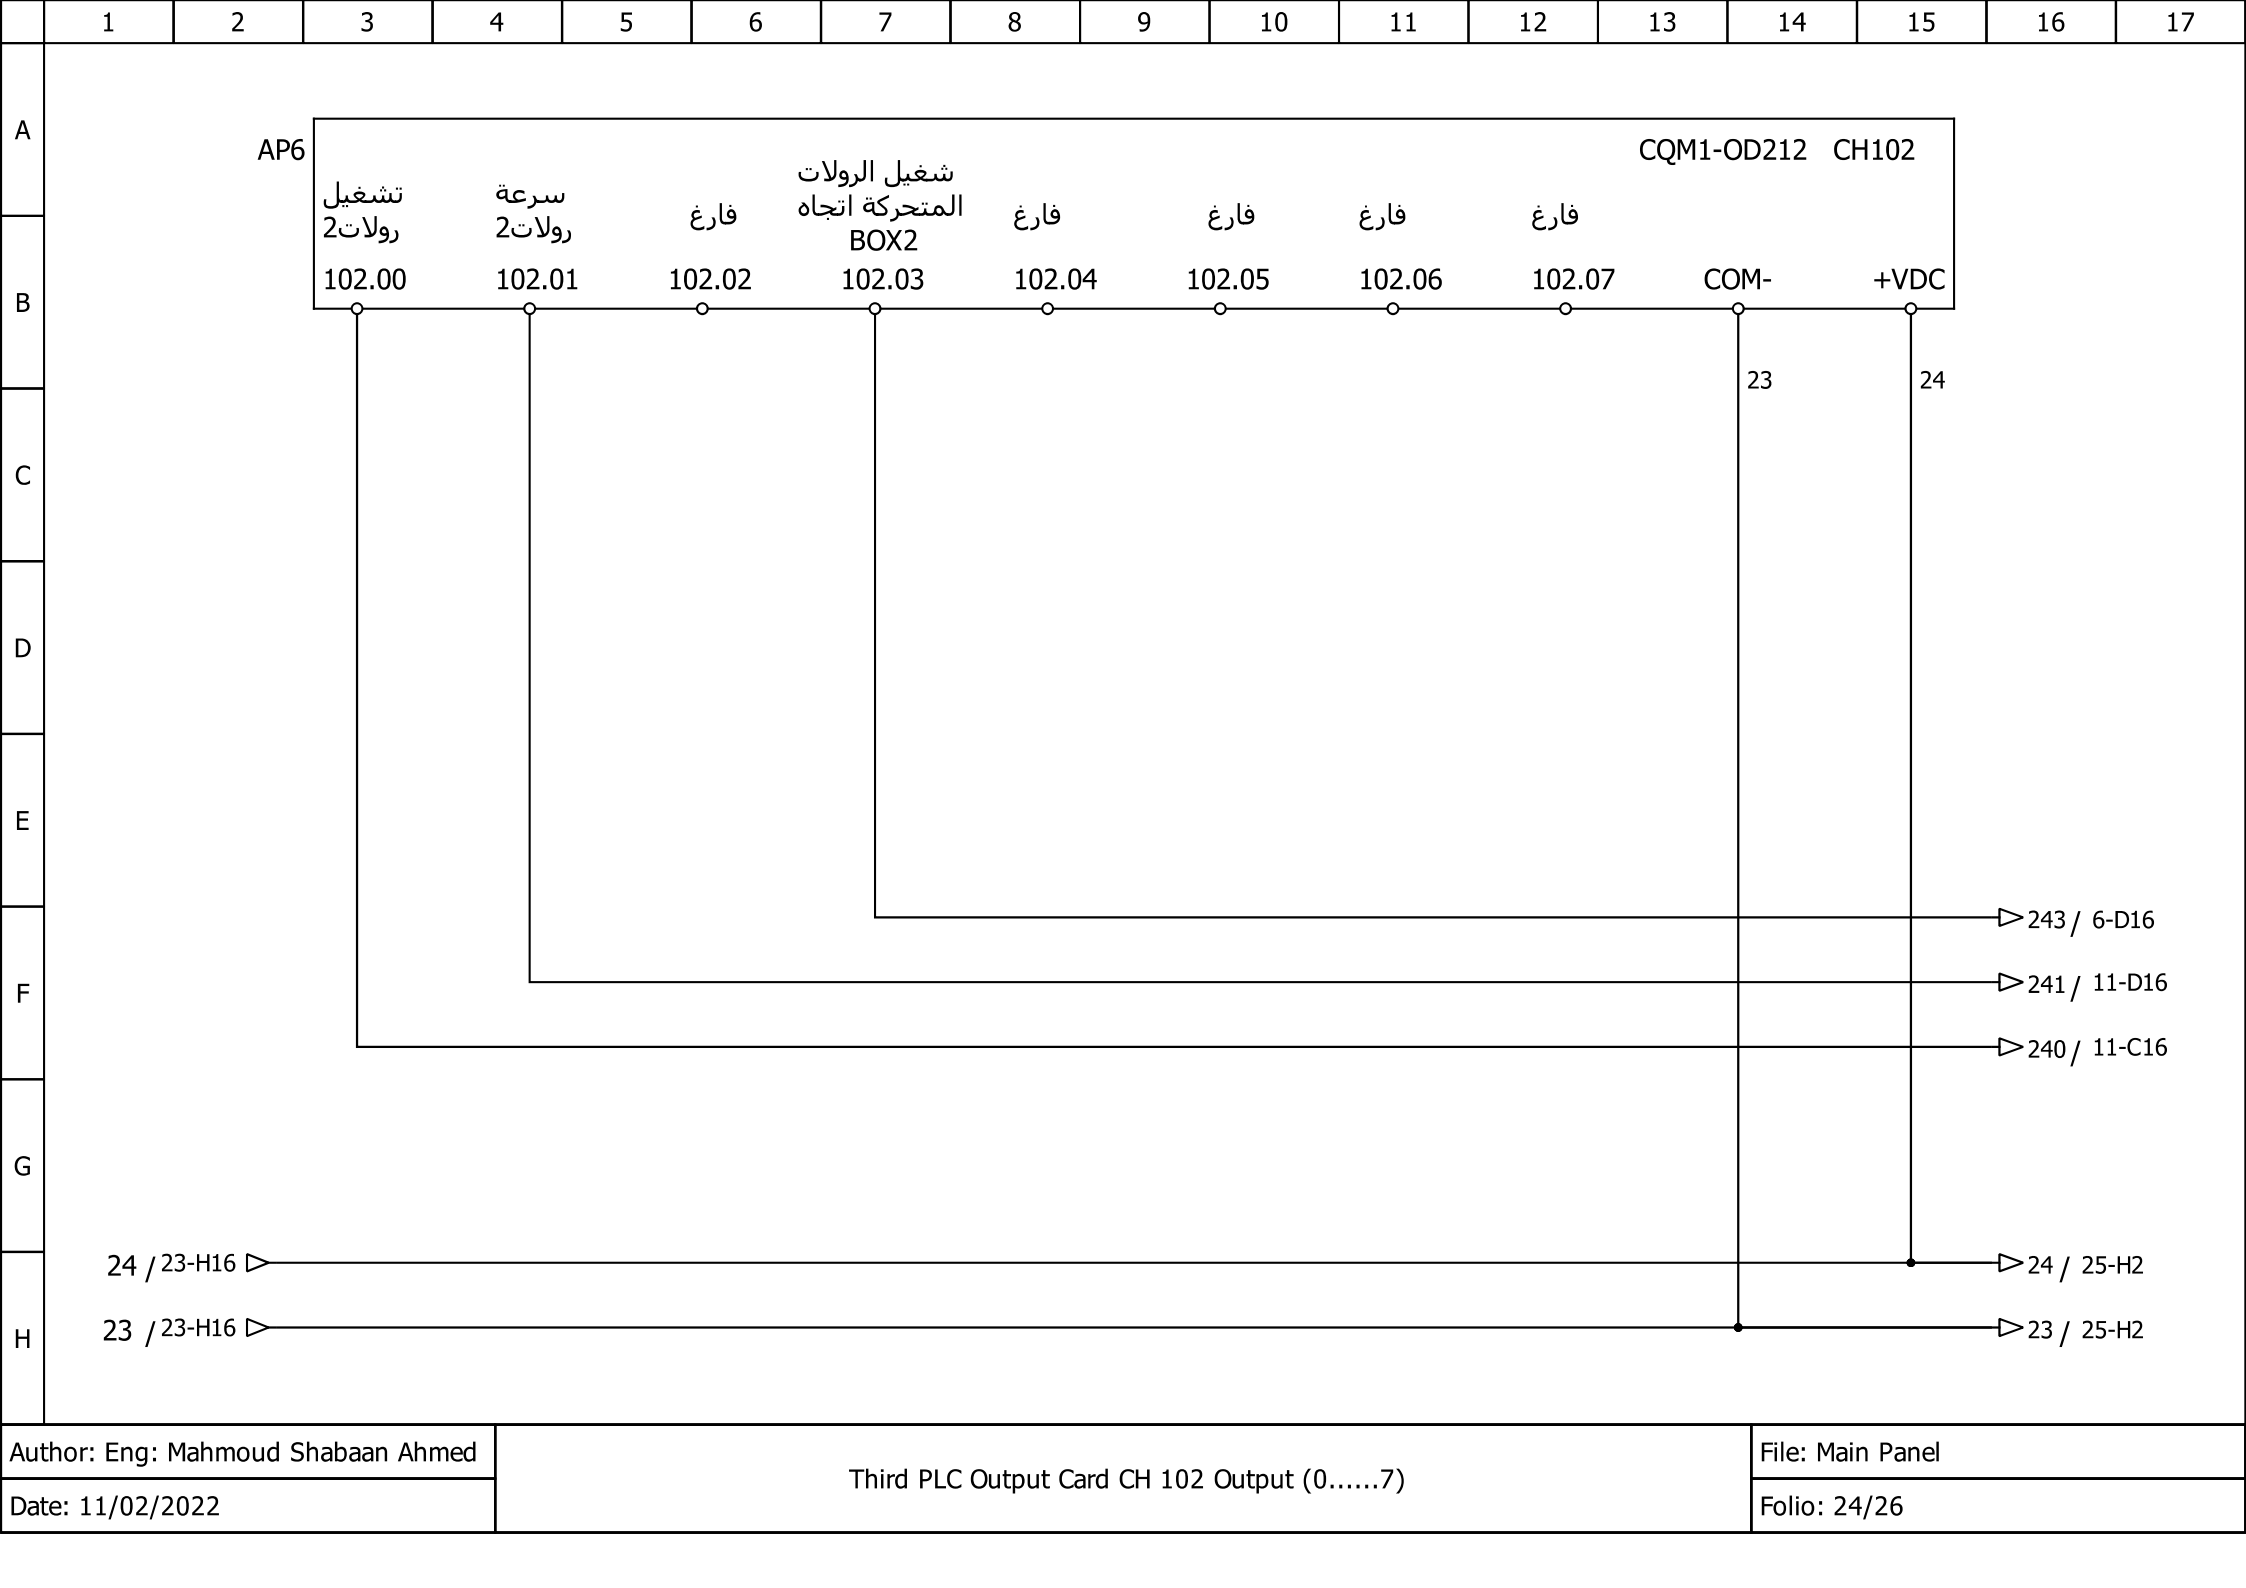 1 2 3 4 5 6 7 8 9 10 11 12 13 14 15 16 17
A
B
C
D
E
F
G
H
AP6
CQM1-OD212 CH102
تشغيل
رولات2
سرعة
رولات2
فارغ
شغيل الرولات
المتحركة اتجاه
BOX2
فارغ
فارغ
فارغ
فارغ
102.00 102.01 102.02 102.03 102.04 102.05 102.06 102.07 COM- +VDC
23
24
243 / 6-D16
241 / 11-D16
240 / 11-C16
24 / 23-H16
24 / 25-H2
23 / 23-H16
23 / 25-H2
Author: Eng: Mahmoud Shabaan Ahmed
Date: 11/02/2022
Third PLC Output Card CH 102 Output (0......7)
File: Main Panel
Folio: 24/26